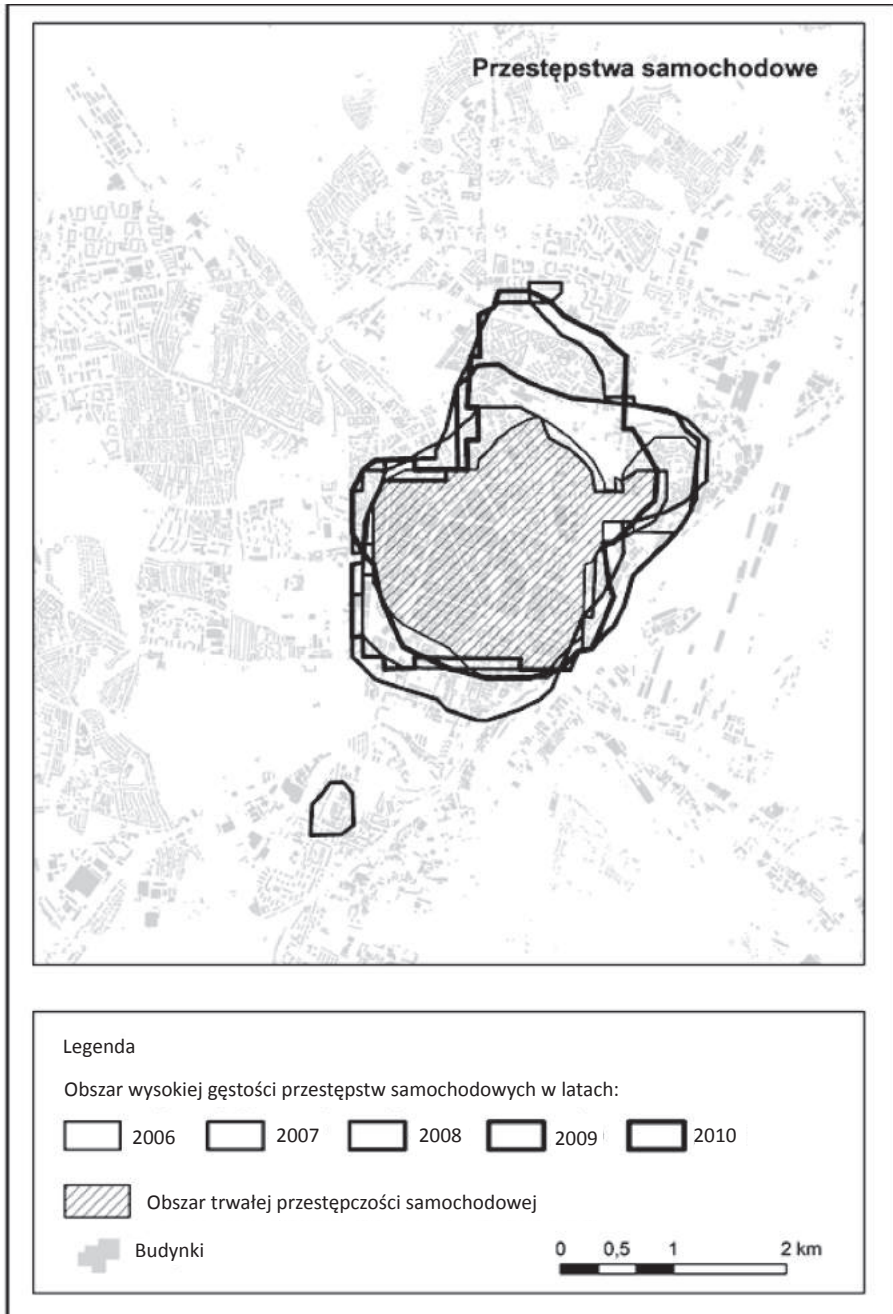 Przestępstwa samochodowe
Legenda
Obszar wysokiej gęstości przestępstw samochodowych w latach:
2006 2007 2008 2009 2010
Obszar trwałej przestępczości samochodowej
Budynki
0 0,5 1 2 km